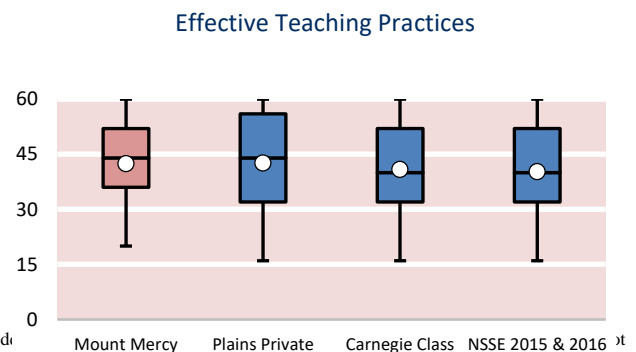 Effective Teaching Practices
60
45
30
15
0
Mount Mercy Plains Private Carnegie Class NSSE 2015 & 2016